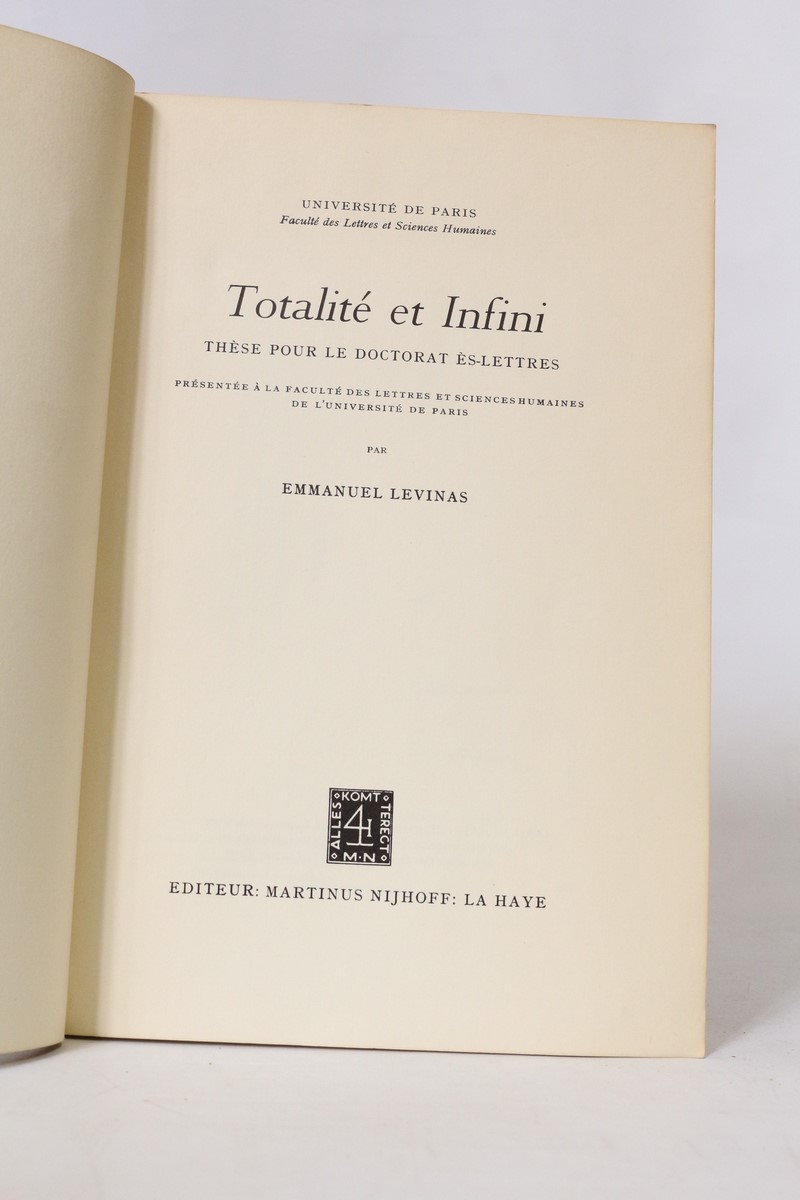 UNIVERSITÉ DE PARIS
Faculté des Lettres et Sciences Humaines
Totalité et Infini
THÈSE POUR LE DOCTORAT ÈS-LETTRES
PRÉSENTÉE À LA FACULTÉ DES LETTRES ET SCIENCES HUMAINES
DE L'UNIVERSITÉ DE PARIS
PAR
EMMANUEL LEVINAS
ALLES KOMT TERECHT
M·N
EDITEUR: MARTINUS NIJHOFF: LA HAYE